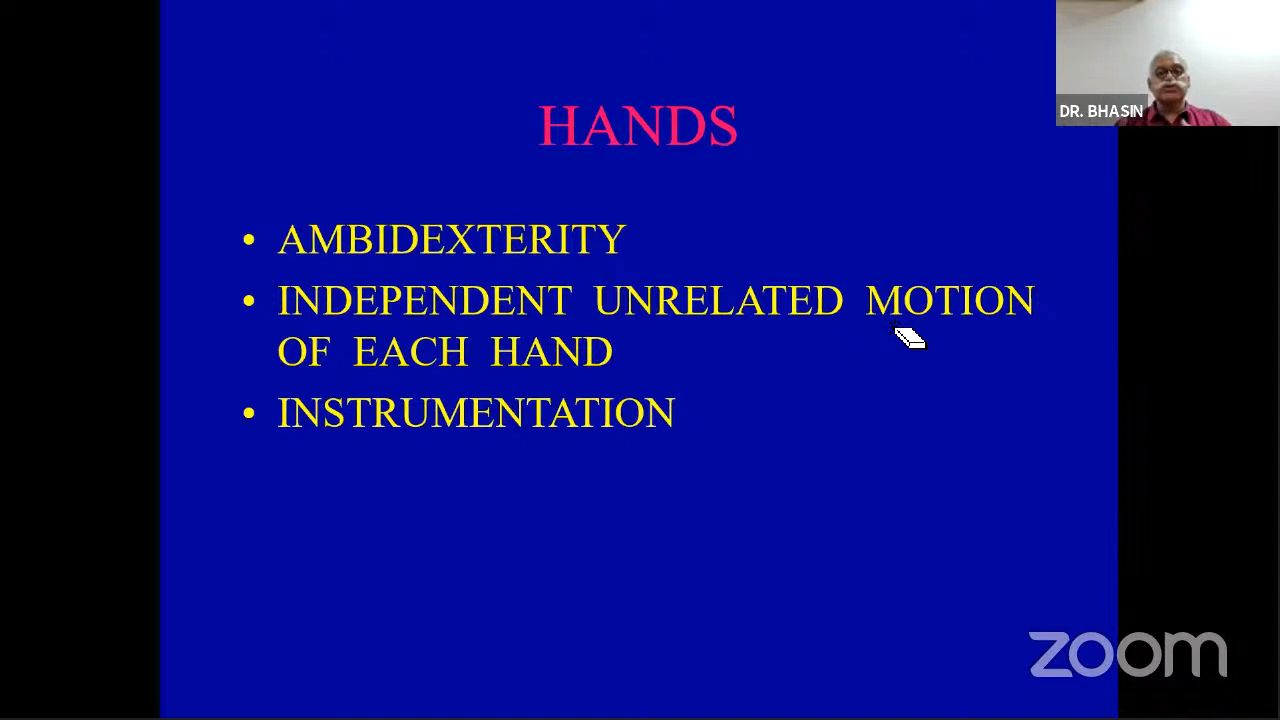 HANDS
DR. BHASIN
• AMBIDEXTERITY
• INDEPENDENT UNRELATED MOTION
OF EACH HAND
• INSTRUMENTATION
zoom